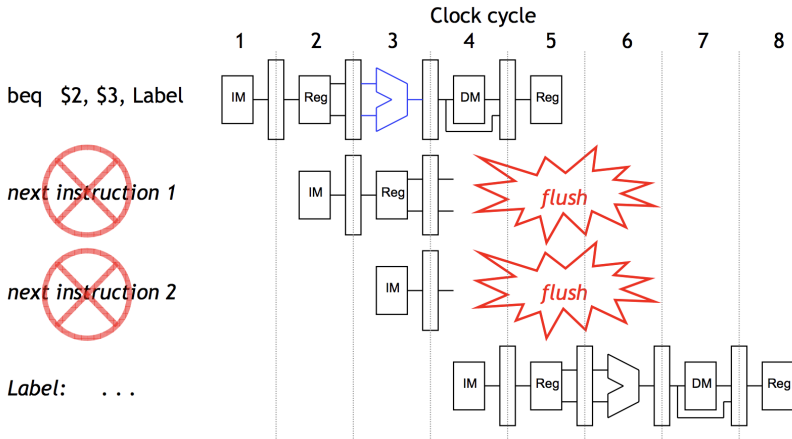 Clock cycle
1 2 3 4 5 6 7 8
beq $2, $3, Label
IM Reg DM Reg
next instruction 1
IM Reg flush
next instruction 2
IM flush
Label: . . .
IM Reg DM Reg